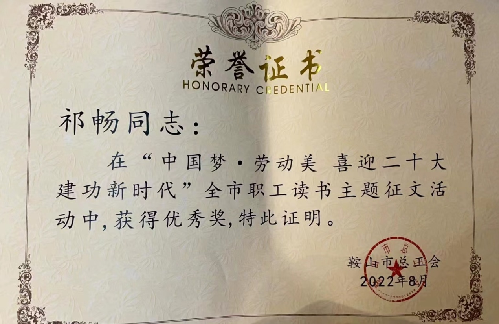 荣誉证书
HONORARY CREDENTIAL
祁畅同志：
在“中国梦·劳动美 喜迎二十大
建功新时代”全市职工读书主题征文活
动中,获得优秀奖,特此证明。
鞍山市总工会
2022年8月